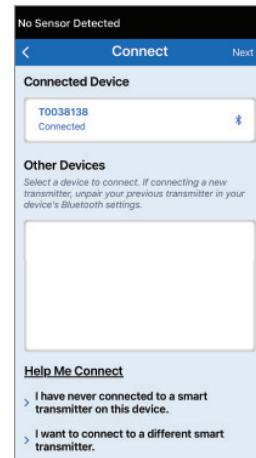 No Sensor Detected
Connect
Next
Connected Device
T0038138
Connected
Other Devices
Select a device to connect. If connecting a new
transmitter, unpair your previous transmitter in your
device's Bluetooth settings.
Help Me Connect
I have never connected to a smart
transmitter on this device.
I want to connect to a different smart
transmitter.